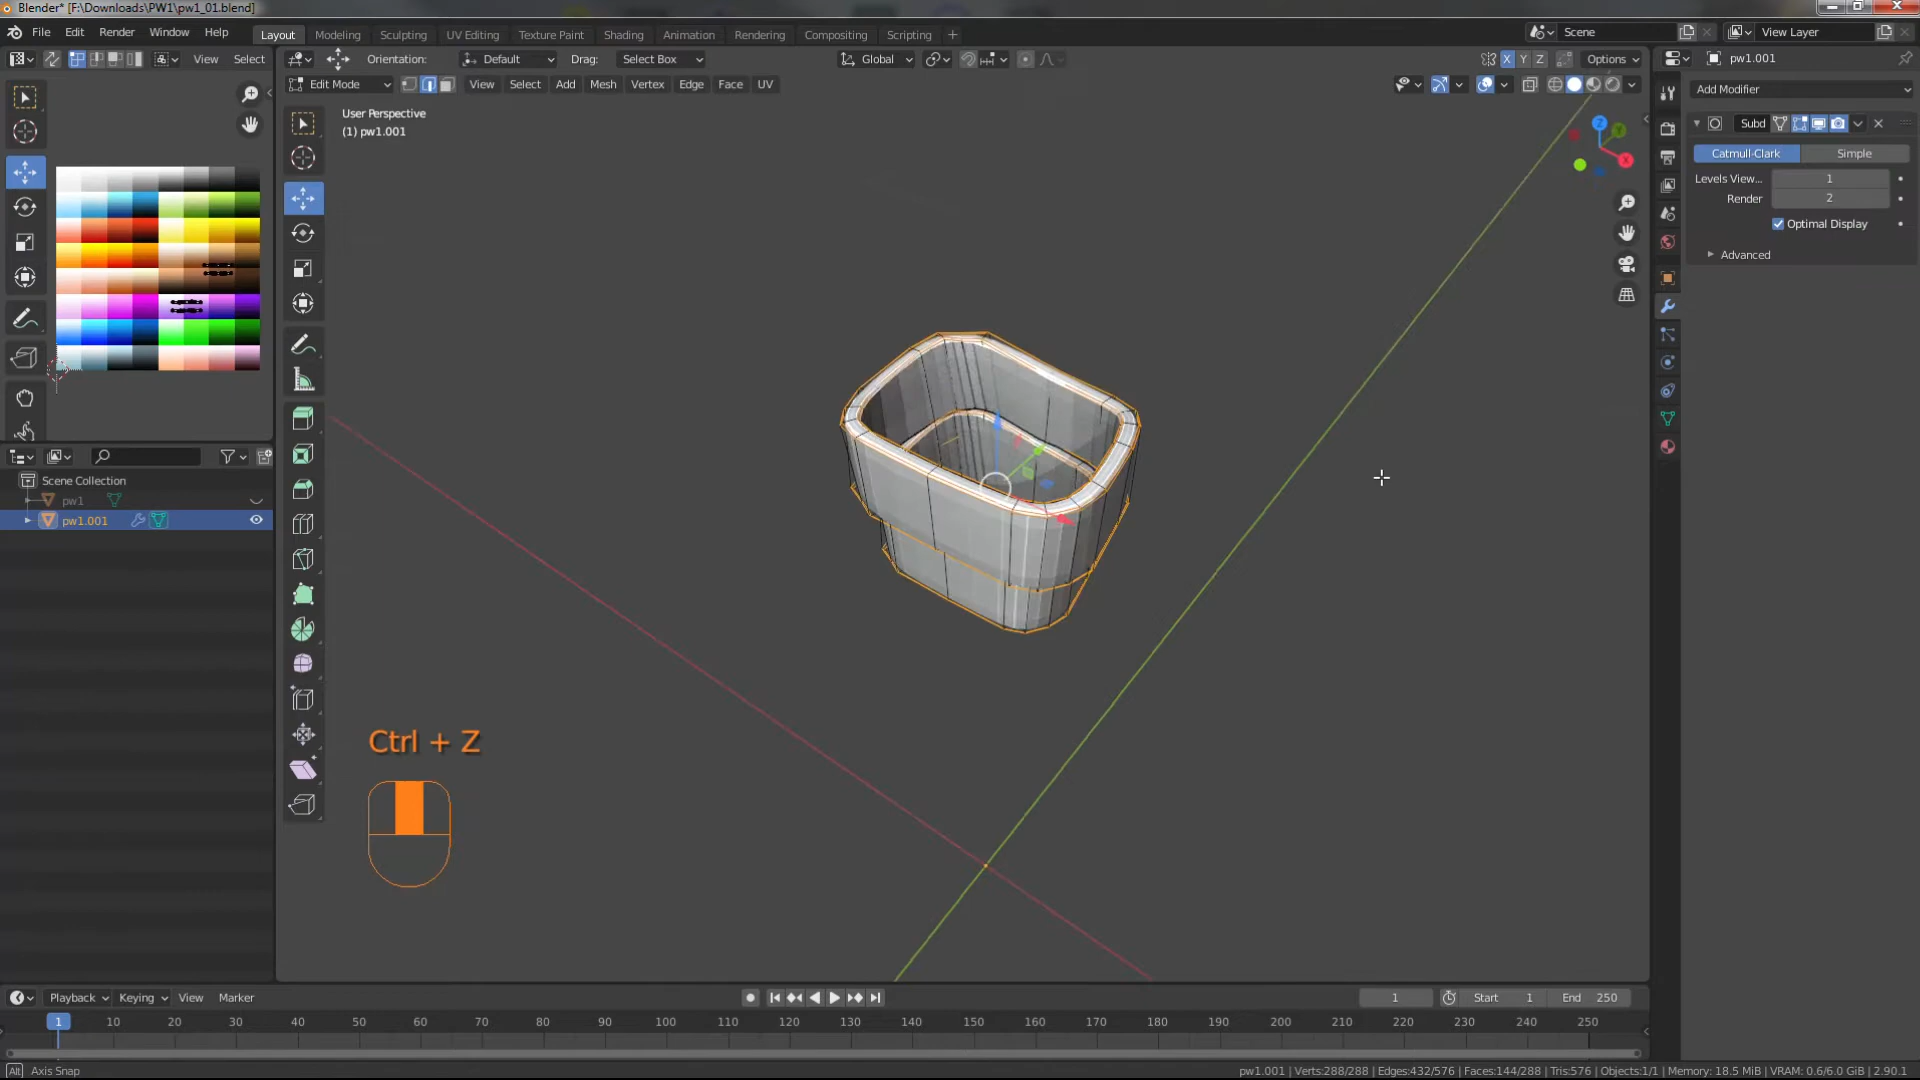 Blender* [F:\Downloads\PW1\pw1_01.blend]
File Edit Render Window Help Layout Modeling Sculpting UV Editing Texture Paint Shading Animation Rendering Compositing Scripting + Scene View Layer
View Select Orientation: Default Drag: Select Box Global X Y Z Options pw1.001
Edit Mode View Select Add Mesh Vertex Edge Face UV Add Modifier
User Perspective
(1) pw1.001
Subd
Catmull-Clark Simple
Levels View... 1
Render 2
Optimal Display
Advanced
Z
Y
X
Scene Collection
pw1
pw1.001
Ctrl + Z
Playback Keying View Marker 1 Start 1 End 250
1 10 20 30 40 50 60 70 80 90 100 110 120 130 140 150 160 170 180 190 200 210 220 230 240 250
Alt Axis Snap pw1.001 | Verts:288/288 | Edges:432/576 | Faces:144/288 | Tris:576 | Objects:1/1 | Memory: 18.5 MiB | VRAM: 0.6/6.0 GiB | 2.90.1